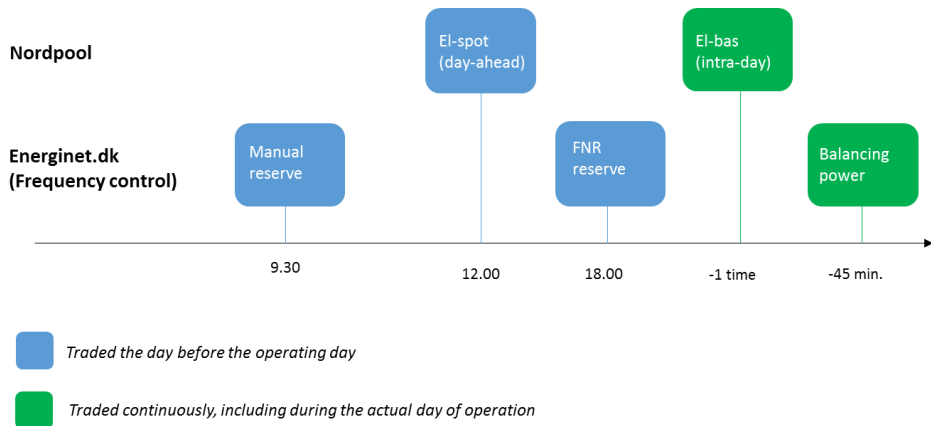 Nordpool
El-spot
(day-ahead)
El-bas
(intra-day)
Energinet.dk
(Frequency control)
Manual
reserve
FNR
reserve
Balancing
power
9.30
12.00
18.00
-1 time
-45 min.
Traded the day before the operating day
Traded continuously, including during the actual day of operation